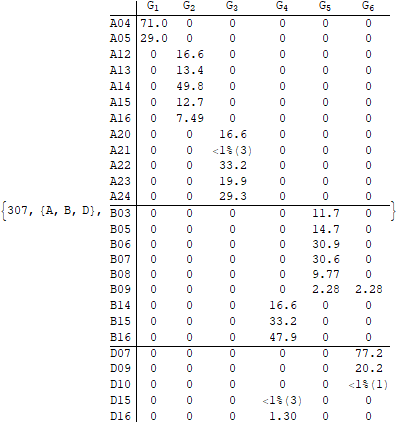 G1 G2 G3 G4 G5 G6
A04 71.0 0 0 0 0 0
A05 29.0 0 0 0 0 0
A12 0 16.6 0 0 0 0
A13 0 13.4 0 0 0 0
A14 0 49.8 0 0 0 0
A15 0 12.7 0 0 0 0
A16 0 7.49 0 0 0 0
A20 0 0 16.6 0 0 0
A21 0 0 <1%(3) 0 0 0
A22 0 0 33.2 0 0 0
A23 0 0 19.9 0 0 0
A24 0 0 29.3 0 0 0
{307, {A, B, D}, B03 0 0 0 0 11.7 0 }
B05 0 0 0 0 14.7 0
B06 0 0 0 0 30.9 0
B07 0 0 0 0 30.6 0
B08 0 0 0 0 9.77 0
B09 0 0 0 0 2.28 2.28
B14 0 0 0 16.6 0 0
B15 0 0 0 33.2 0 0
B16 0 0 0 47.9 0 0
D07 0 0 0 0 0 77.2
D09 0 0 0 0 0 20.2
D10 0 0 0 0 0 <1%(1)
D15 0 0 0 <1%(3) 0 0
D16 0 0 0 1.30 0 0